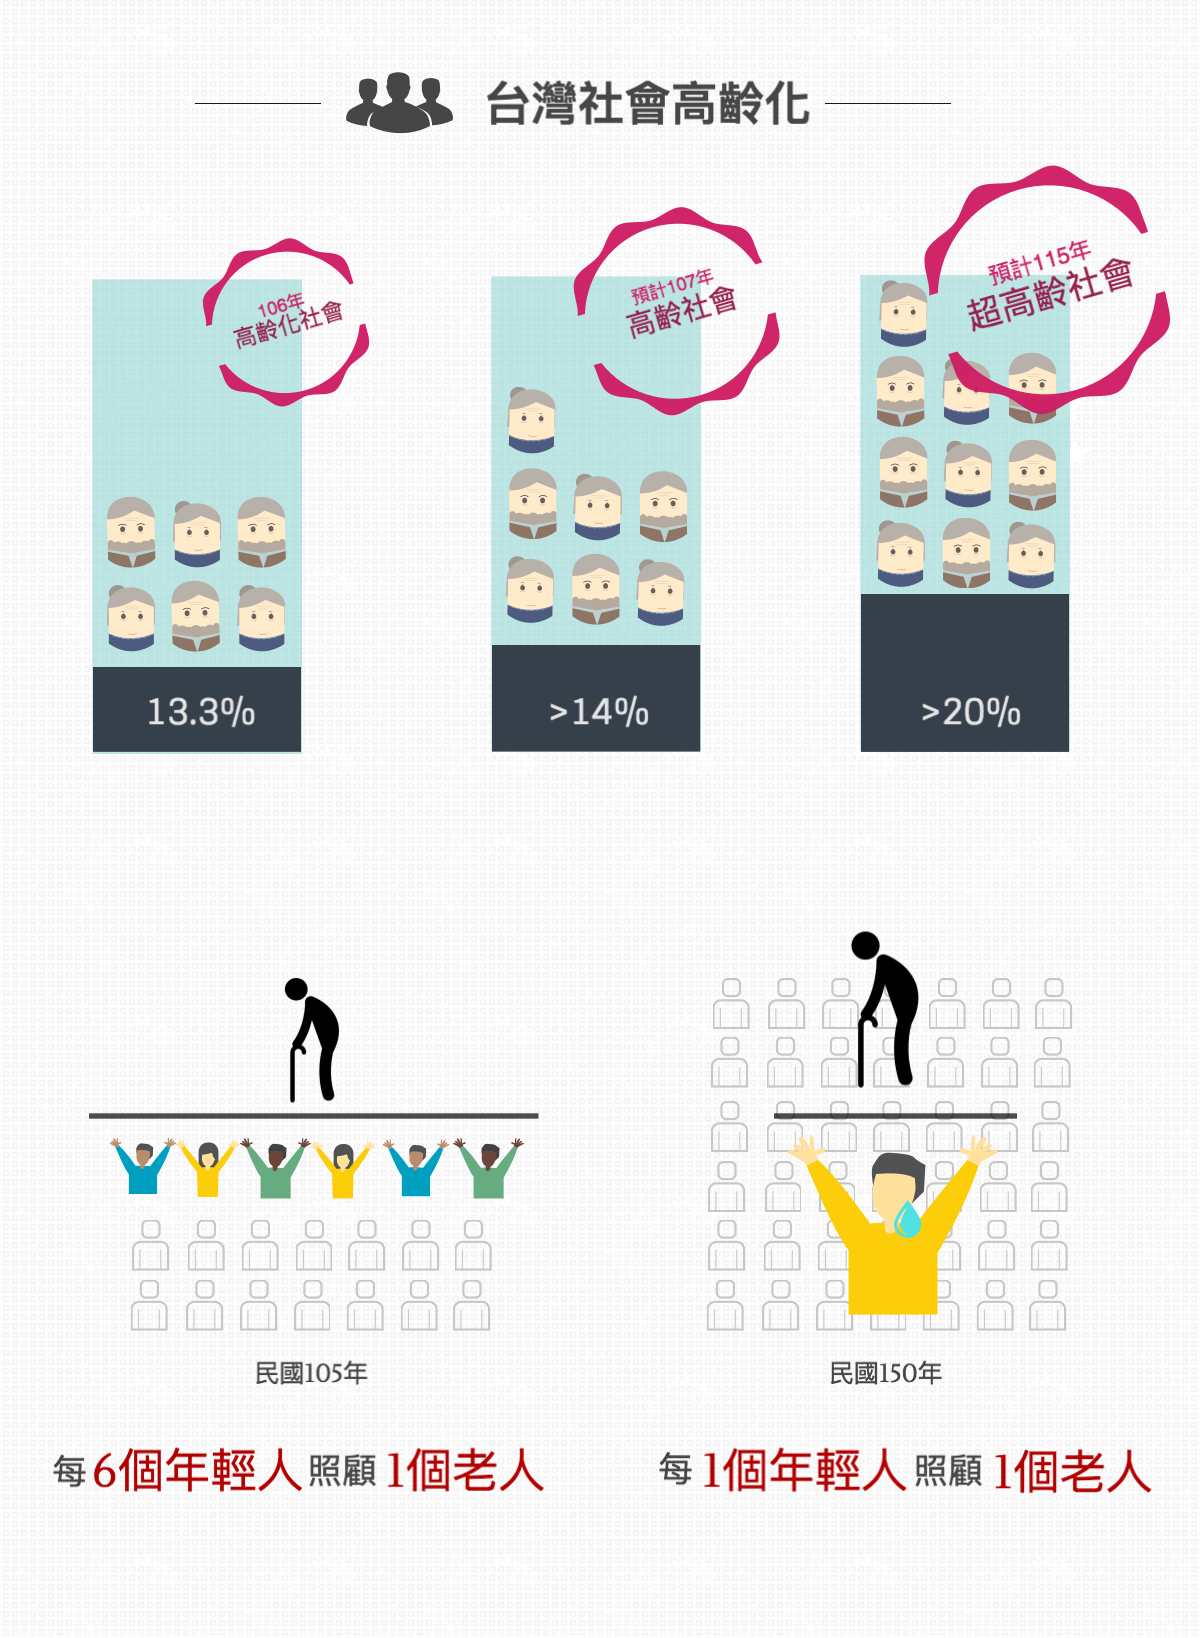 台灣社會高齡化
106年
高齡化社會
預計107年
高齡社會
預計115年
超高齡社會
13.3%
>14%
>20%
民國105年
民國150年
每6個年輕人照顧1個老人
每1個年輕人照顧1個老人